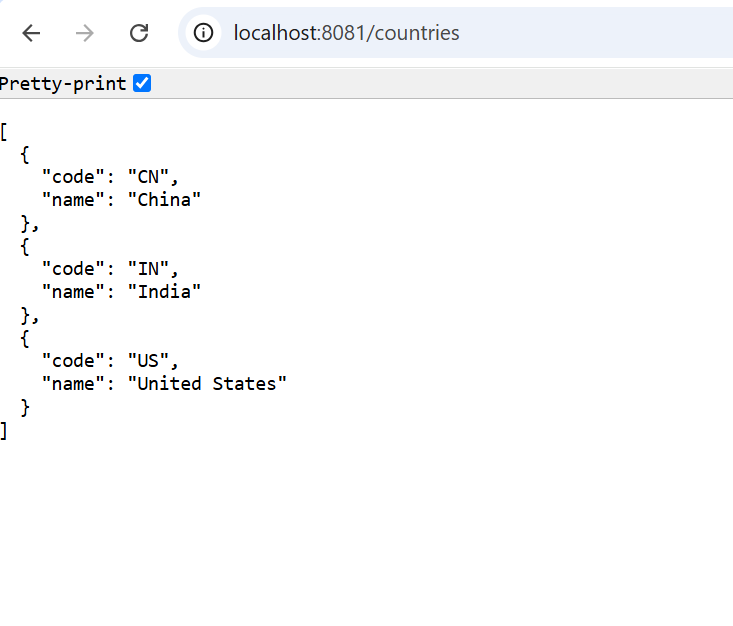 localhost:8081/countries
Pretty-print
[
  {
    "code": "CN",
    "name": "China"
  },
  {
    "code": "IN",
    "name": "India"
  },
  {
    "code": "US",
    "name": "United States"
  }
]